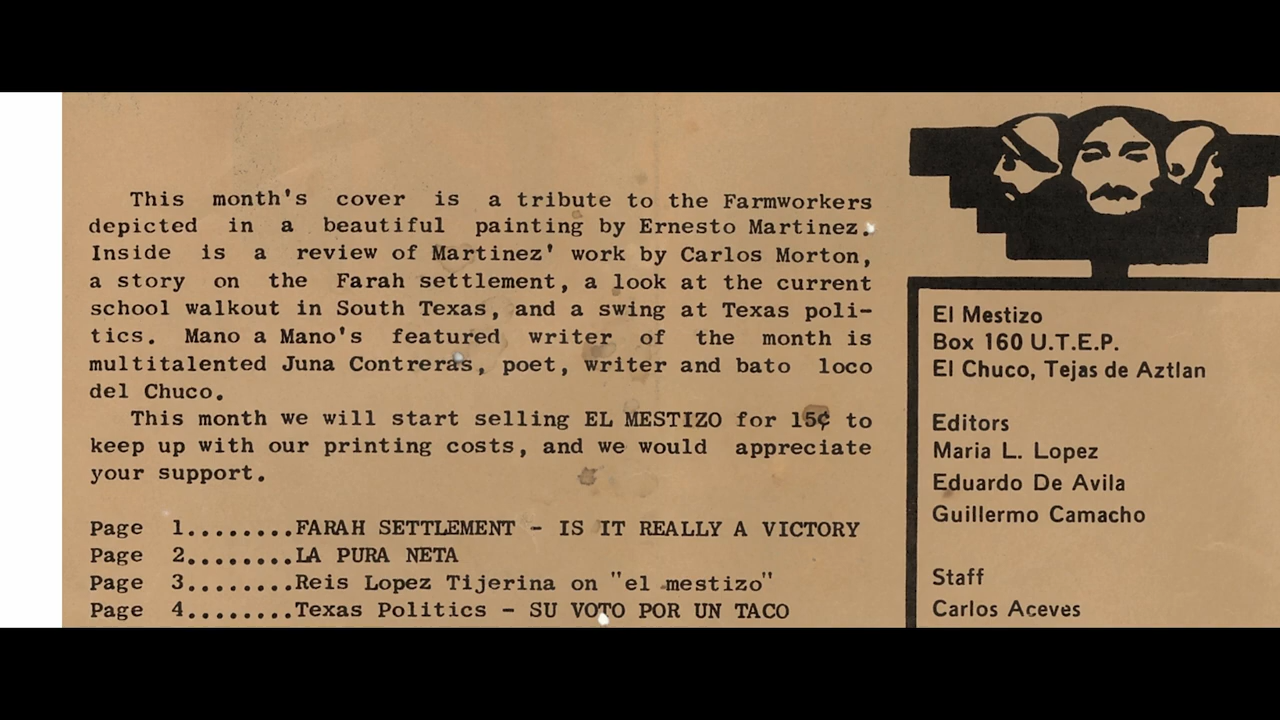 This month's cover is a tribute to the Farmworkers
depicted in a beautiful painting by Ernesto Martinez.
Inside is a review of Martinez' work by Carlos Morton,
a story on the Farah settlement, a look at the current
school walkout in South Texas, and a swing at Texas poli-
tics. Mano a Mano's featured writer of the month is
multitalented Juna Contreras, poet, writer and bato loco
del Chuco.
This month we will start selling EL MESTIZO for 15¢ to
keep up with our printing costs, and we would appreciate
your support.
Page 1........FARAH SETTLEMENT - IS IT REALLY A VICTORY
Page 2........LA PURA NETA
Page 3........Reis Lopez Tijerina on "el mestizo"
Page 4........Texas Politics - SU VOTO POR UN TACO
El Mestizo
Box 160 U.T.E.P.
El Chuco, Tejas de Aztlan
Editors
Maria L. Lopez
Eduardo De Avila
Guillermo Camacho
Staff
Carlos Aceves